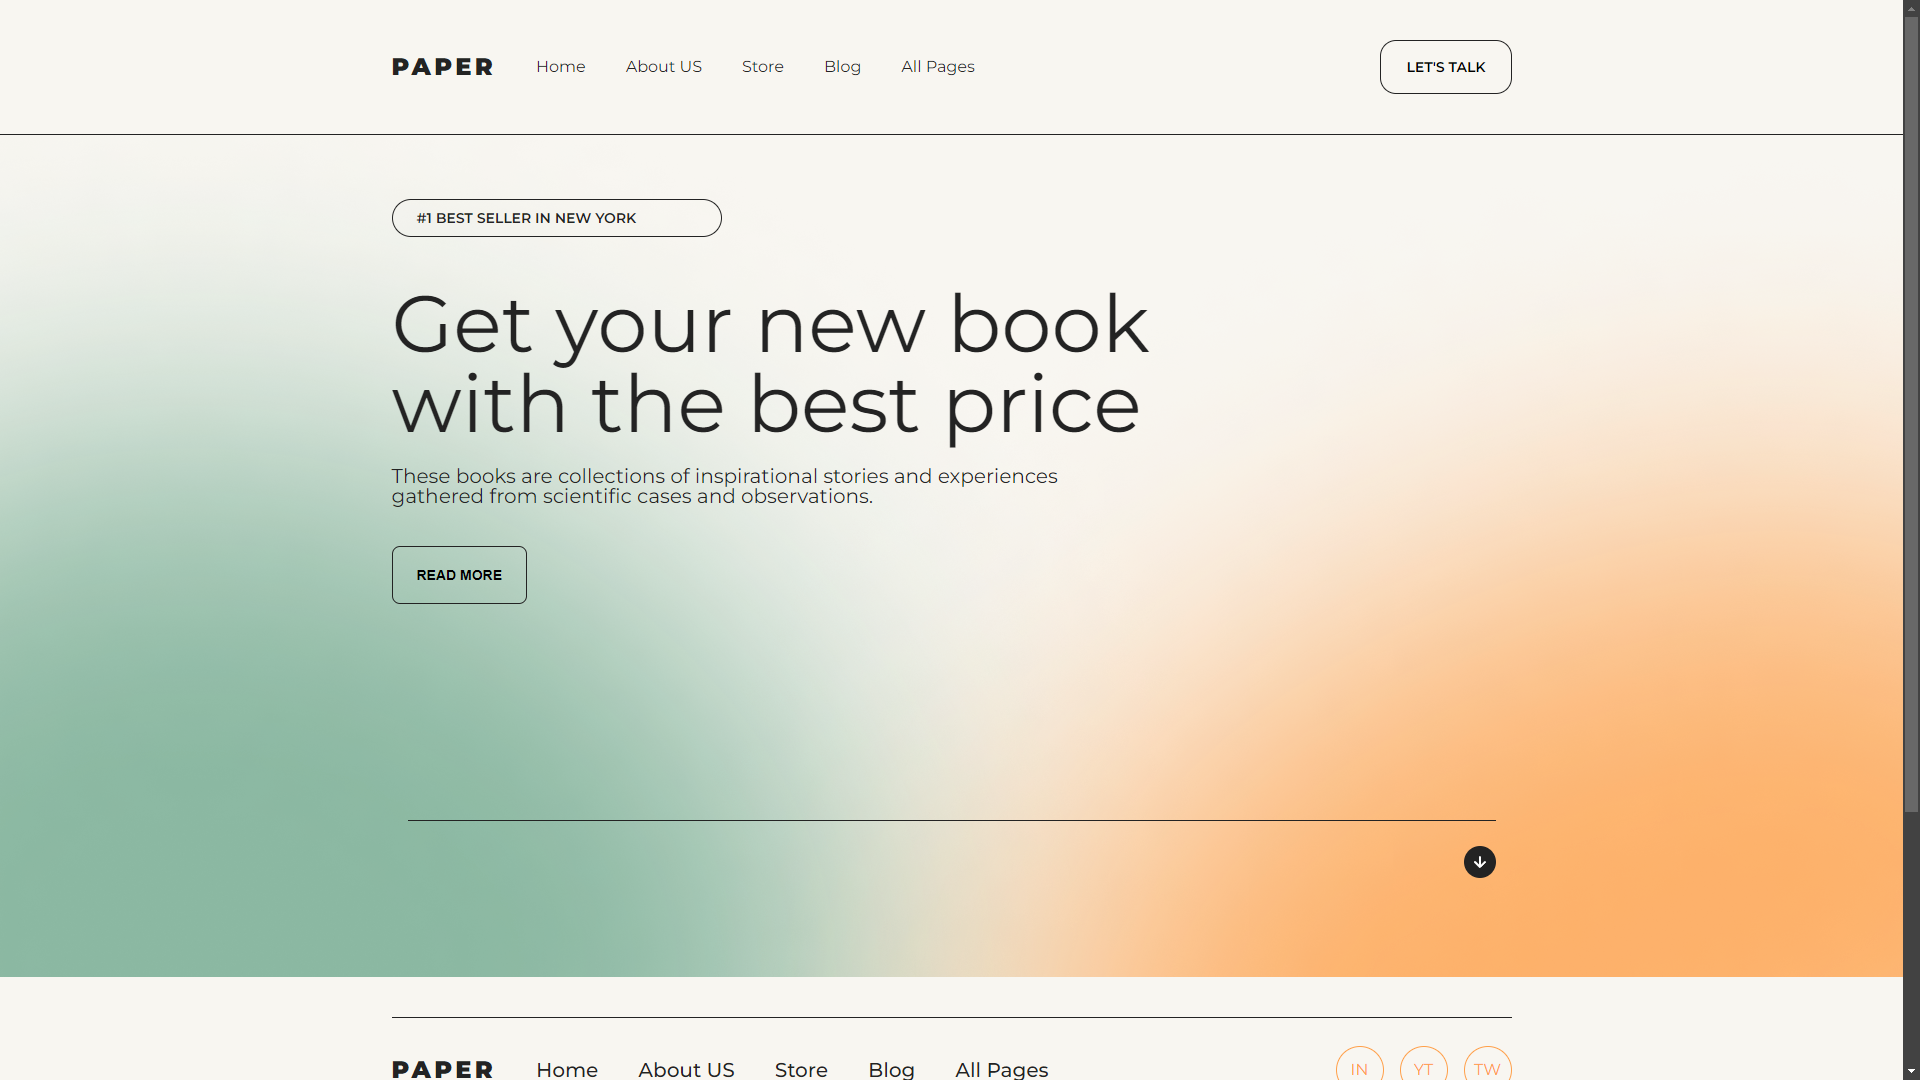 PAPER Home About US Store Blog All Pages LET'S TALK
#1 BEST SELLER IN NEW YORK
Get your new book
with the best price
These books are collections of inspirational stories and experiences
gathered from scientific cases and observations.
READ MORE
PAPER Home About US Store Blog All Pages IN YT TW